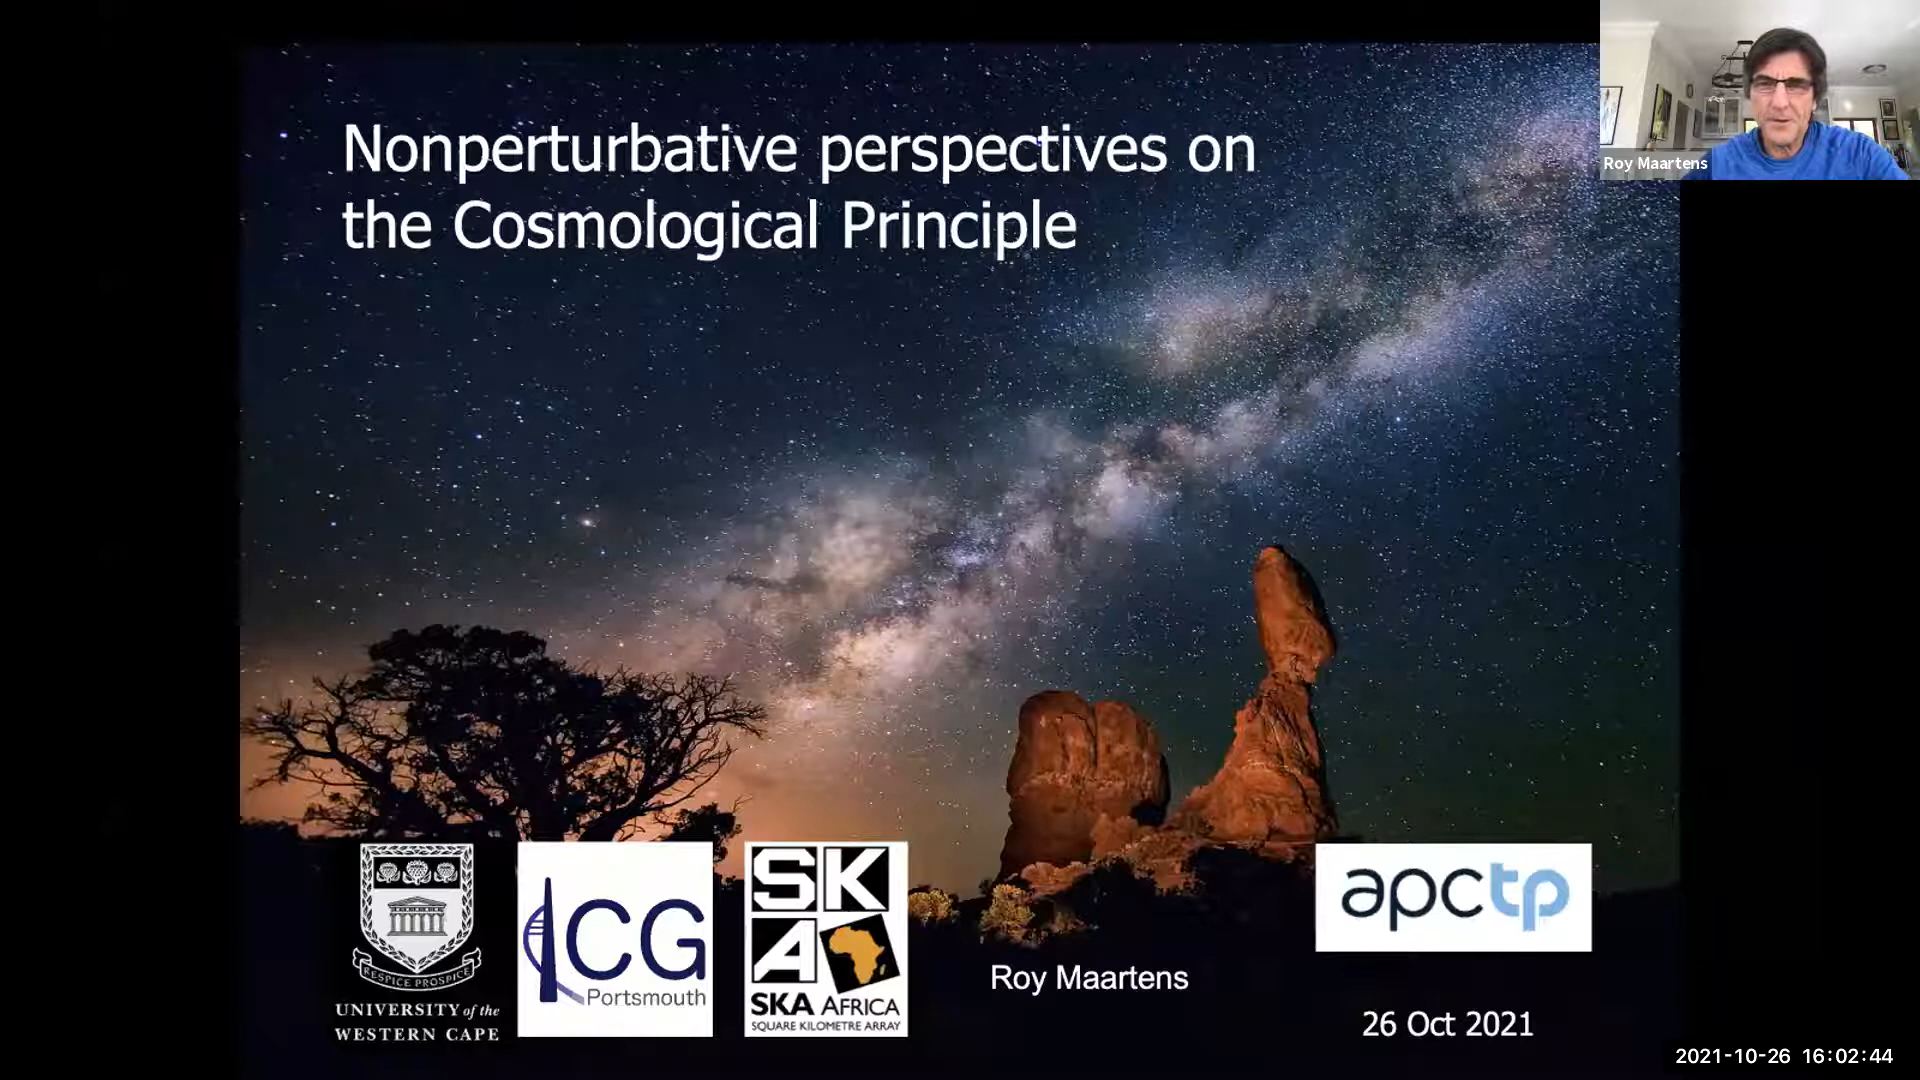 Nonperturbative perspectives on
the Cosmological Principle
Roy Maartens
RESPICE PROSPICE
UNIVERSITY of the
WESTERN CAPE
ICG
Portsmouth
SK
A
SKA AFRICA
SQUARE KILOMETRE ARRAY
Roy Maartens
apctp
26 Oct 2021
2021-10-26 16:02:44